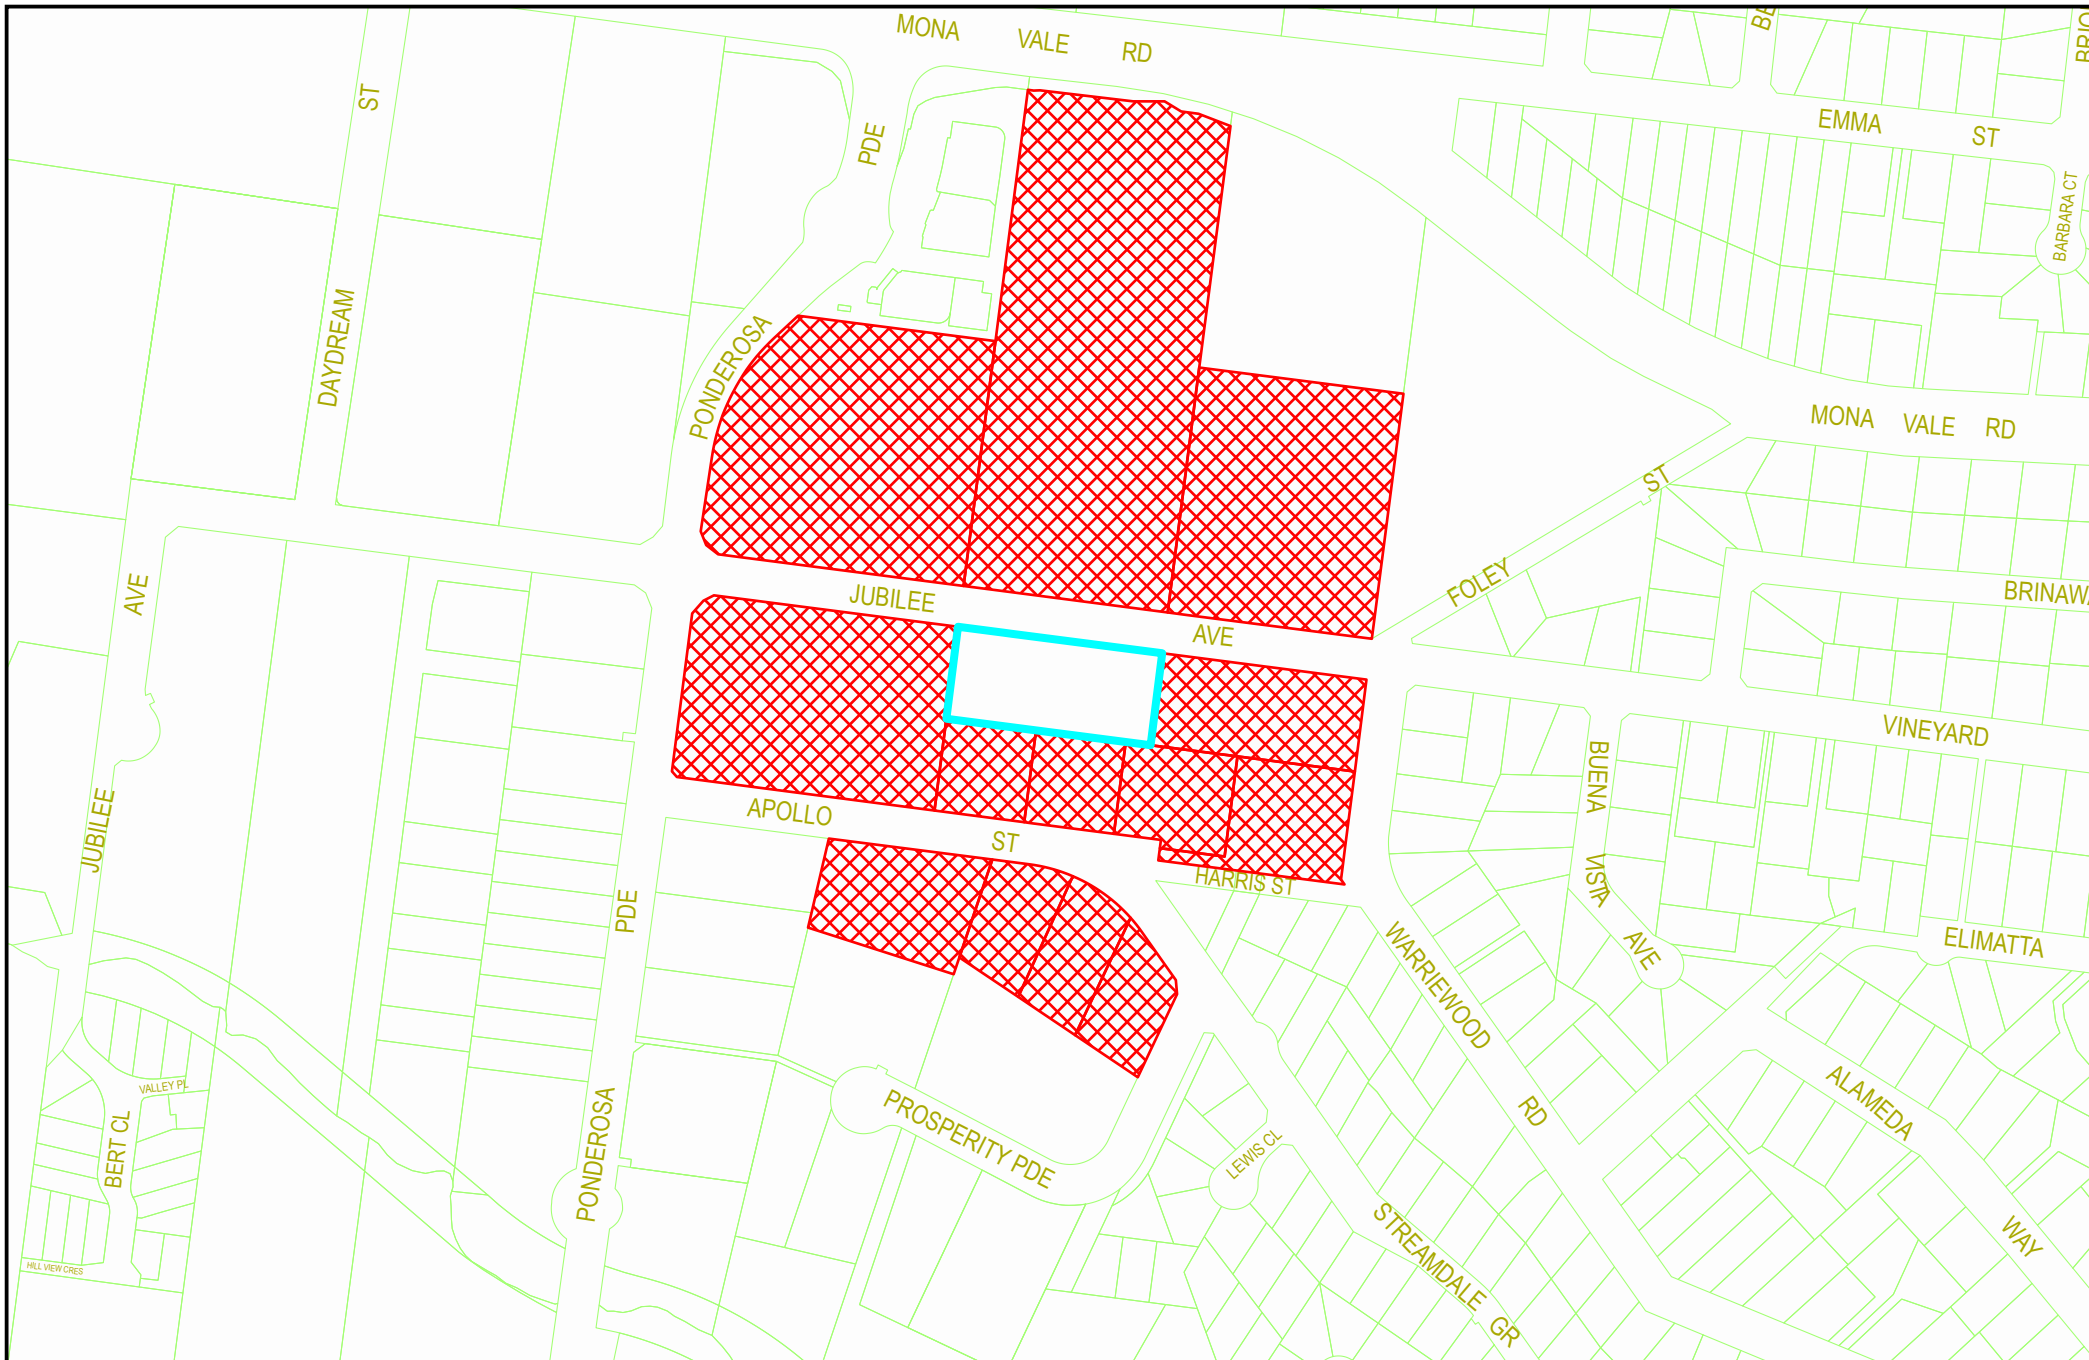 MONA VALE RD
BE
ST
PDE
EMMA ST
BARBARA CT
DAYDREAM
PONDEROSA
MONA VALE RD
ST
FOLEY
AVE
JUBILEE
AVE
BRINAWA
VINEYARD
BUENA
VISTA
AVE
JUBILEE
APOLLO
ST
HARRIS ST
PDE
ELIMATTA
WARRIEWOOD
RD
ALAMEDA
WAY
VALLEY PL
BERT CL
PONDEROSA
PROSPERITY PDE
LEWIS CL
STREAMDALE
GR
HILL VIEW CRES